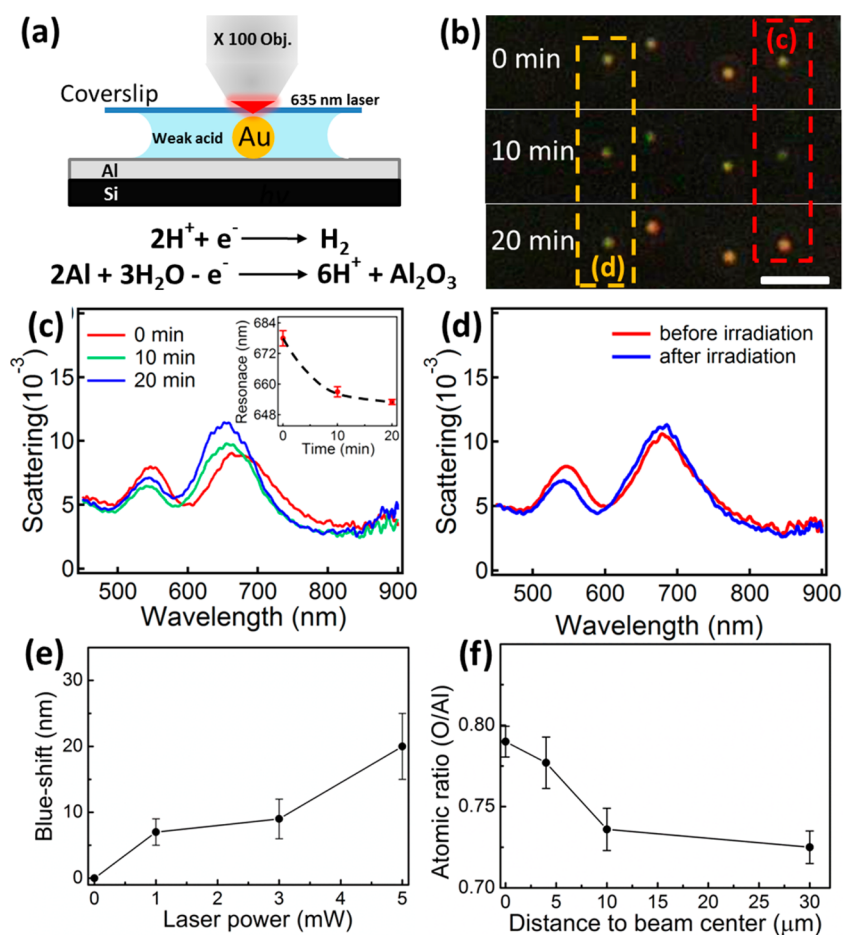 (a)
X 100 Obj.
Coverslip
635 nm laser
Weak acid
Au
Al
Si
2H⁺+ e⁻ → H₂
2Al + 3H₂O - e⁻ → 6H⁺ + Al₂O₃
(b)
0 min
(c)
10 min
20 min
(d)
(c)
0 min
10 min
20 min
Scattering(10⁻³)
15
10
5
0
500 600 700 800 900
Wavelength (nm)
Resonace (nm)
684
672
660
648
0 10 20
Time (min)
(d)
before irradiation
after irradiation
Scattering(10⁻³)
15
10
5
0
500 600 700 800 900
Wavelength (nm)
(e)
Blue-shift (nm)
30
20
10
0
0 1 2 3 4 5
Laser power (mW)
(f)
Atomic ratio (O/Al)
0.80
0.75
0.70
0 5 10 15 20 25 30
Distance to beam center (μm)